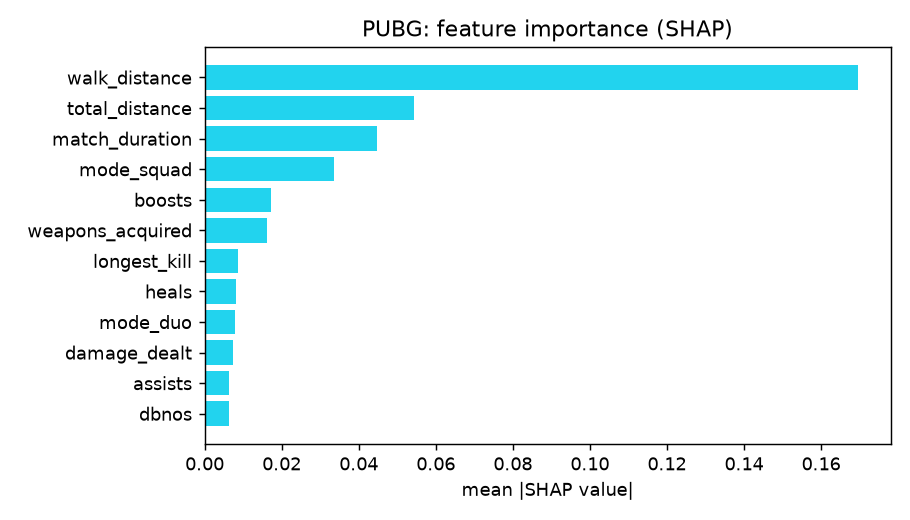 PUBG: feature importance (SHAP)
walk_distance
total_distance
match_duration
mode_squad
boosts
weapons_acquired
longest_kill
heals
mode_duo
damage_dealt
assists
dbnos
0.00 0.02 0.04 0.06 0.08 0.10 0.12 0.14 0.16
mean |SHAP value|